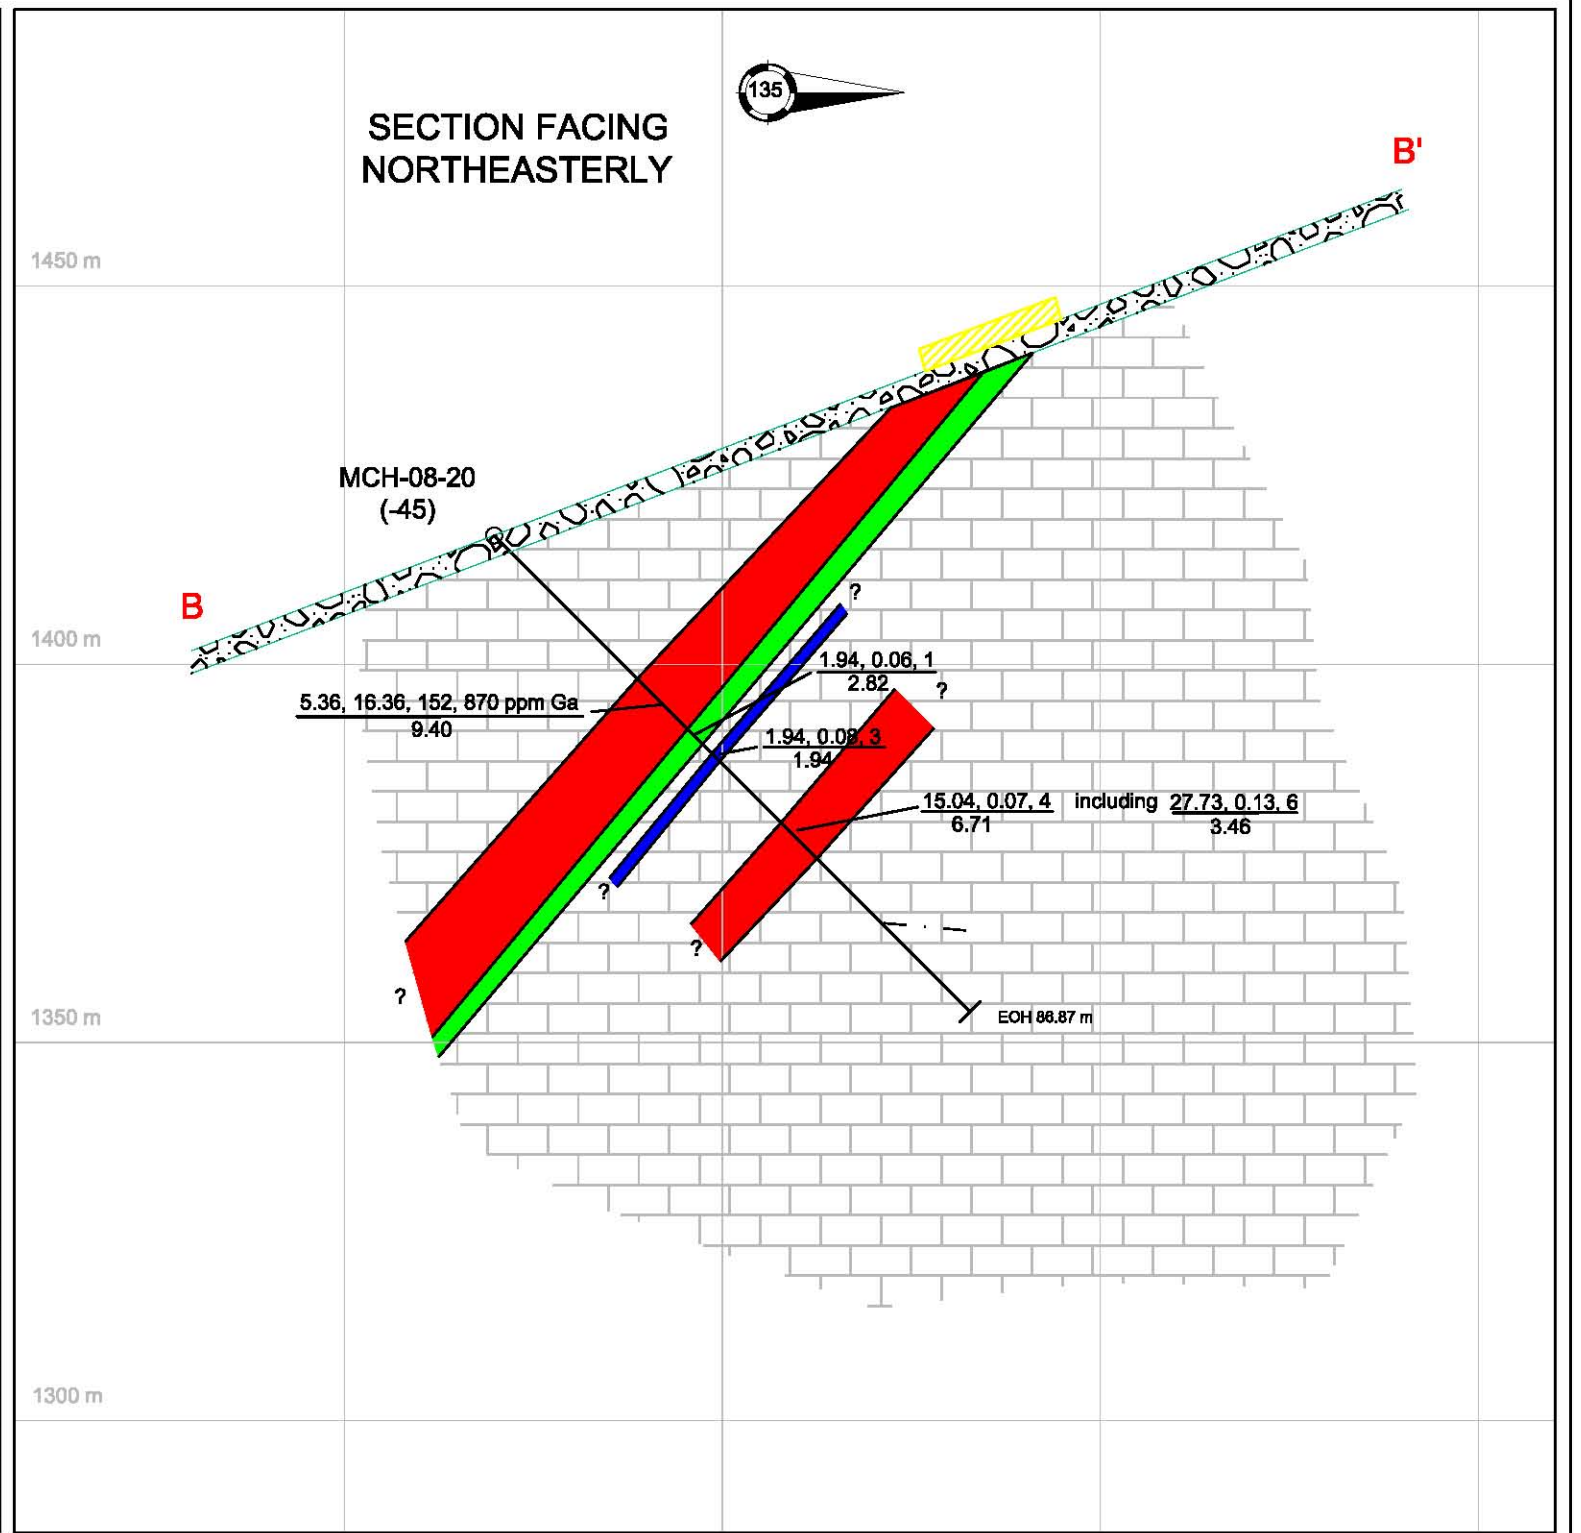 135
SECTION FACING
NORTHEASTERLY
B'
1450 m
MCH-08-20
(-45)
B
?
1400 m
1.94, 0.06, 1
2.82
?
5.36, 16.36, 152, 870 ppm Ga
9.40
1.94, 0.08, 3
1.94
15.04, 0.07, 4 including 27.73, 0.13, 6
6.71 3.46
?
?
?
1350 m
EOH 86.87 m
1300 m